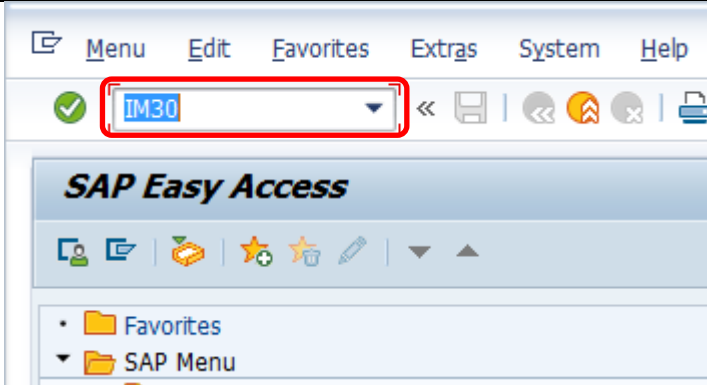 Menu Edit Favorites Extras System Help
IM30
SAP Easy Access
Favorites
SAP Menu